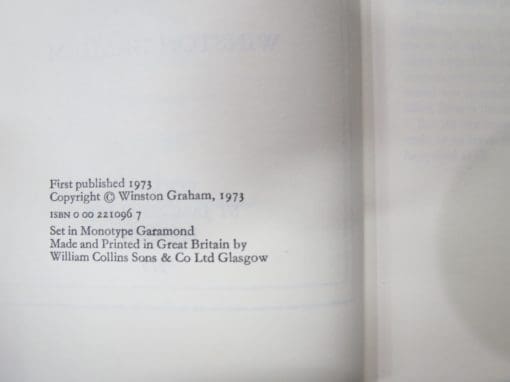 First published 1973
Copyright © Winston Graham, 1973
ISBN 0 00 221096 7
Set in Monotype Garamond
Made and Printed in Great Britain by
William Collins Sons & Co Ltd Glasgow